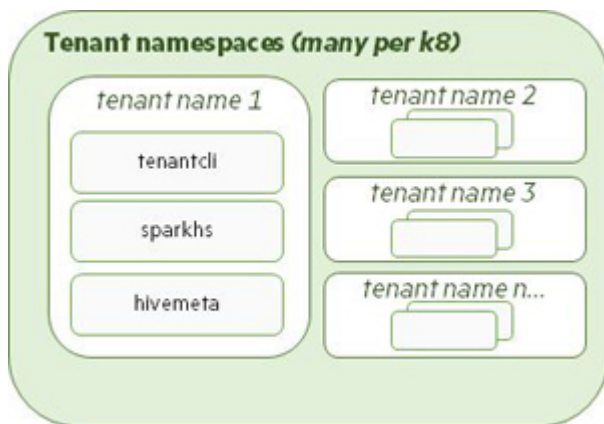 Tenant namespaces (many per k8)
tenant name 1
tenantcli
sparkhs
hivemeta
tenant name 2
tenant name 3
tenant name n...